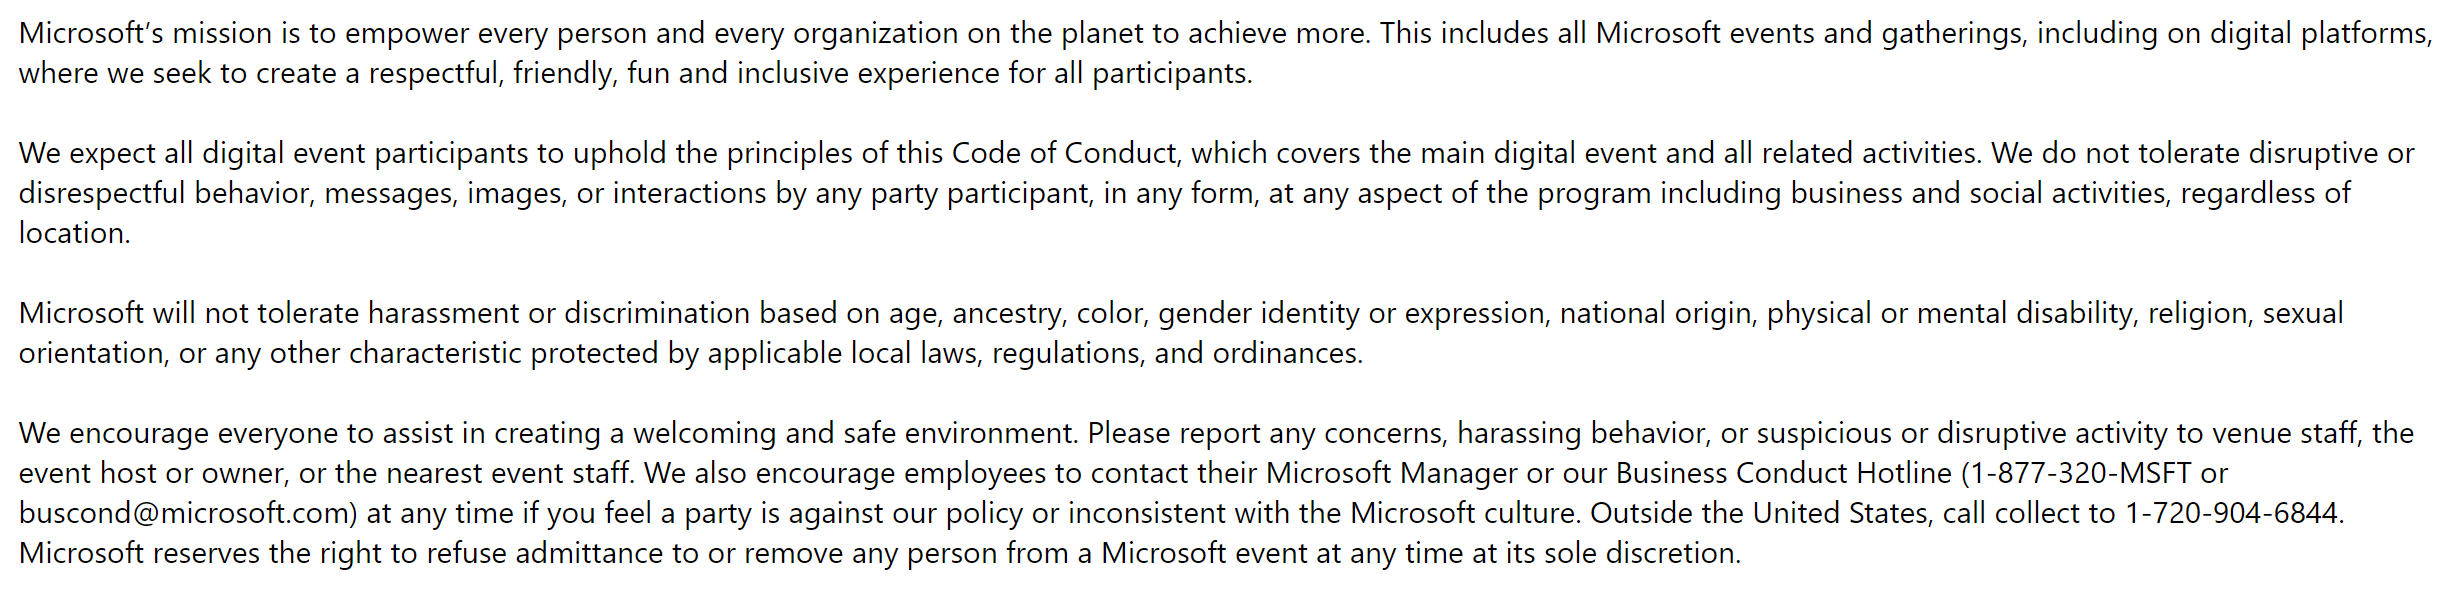 Microsoft’s mission is to empower every person and every organization on the planet to achieve more. This includes all Microsoft events and gatherings, including on digital platforms,
where we seek to create a respectful, friendly, fun and inclusive experience for all participants.
We expect all digital event participants to uphold the principles of this Code of Conduct, which covers the main digital event and all related activities. We do not tolerate disruptive or
disrespectful behavior, messages, images, or interactions by any party participant, in any form, at any aspect of the program including business and social activities, regardless of
location.
Microsoft will not tolerate harassment or discrimination based on age, ancestry, color, gender identity or expression, national origin, physical or mental disability, religion, sexual
orientation, or any other characteristic protected by applicable local laws, regulations, and ordinances.
We encourage everyone to assist in creating a welcoming and safe environment. Please report any concerns, harassing behavior, or suspicious or disruptive activity to venue staff, the
event host or owner, or the nearest event staff. We also encourage employees to contact their Microsoft Manager or our Business Conduct Hotline (1-877-320-MSFT or
buscond@microsoft.com) at any time if you feel a party is against our policy or inconsistent with the Microsoft culture. Outside the United States, call collect to 1-720-904-6844.
Microsoft reserves the right to refuse admittance to or remove any person from a Microsoft event at any time at its sole discretion.